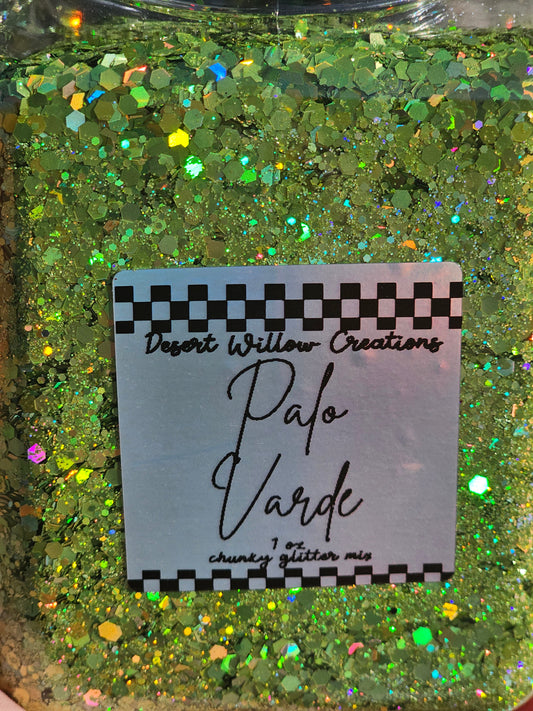 Desert Willow Creations
Palo
Varde
1 oz
chunky glitter mix